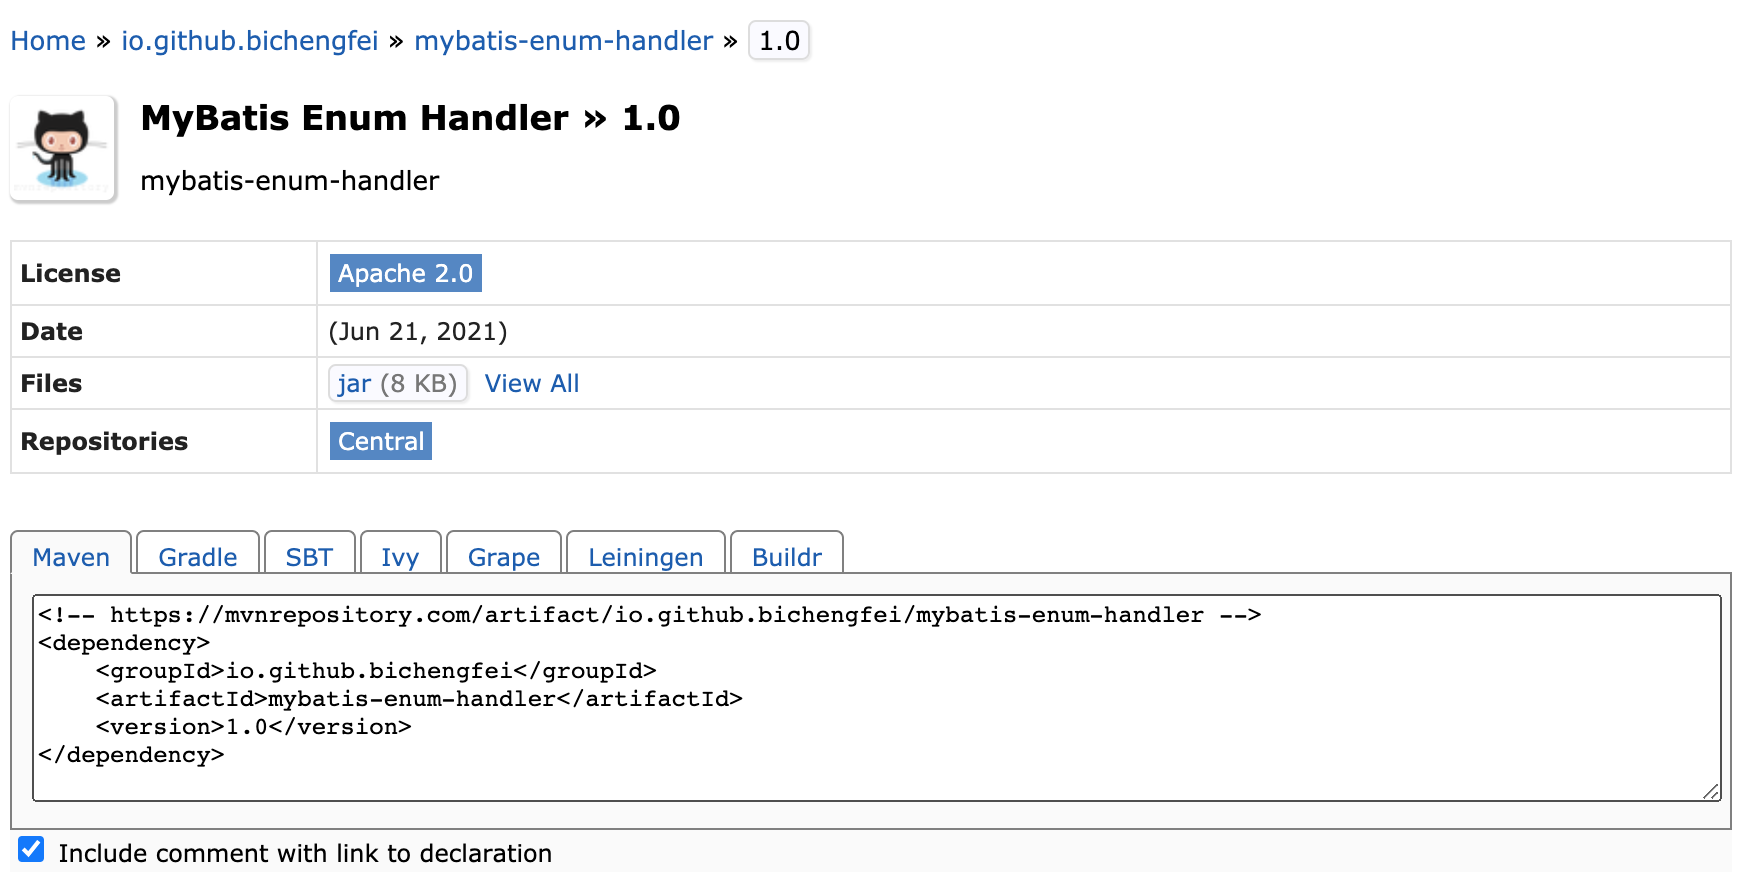 Home » io.github.bichengfei » mybatis-enum-handler » 1.0
MyBatis Enum Handler » 1.0
mybatis-enum-handler
License Apache 2.0
Date (Jun 21, 2021)
Files jar (8 KB) View All
Repositories Central
Maven Gradle SBT Ivy Grape Leiningen Buildr
<!-- https://mvnrepository.com/artifact/io.github.bichengfei/mybatis-enum-handler -->
<dependency>
    <groupId>io.github.bichengfei</groupId>
    <artifactId>mybatis-enum-handler</artifactId>
    <version>1.0</version>
</dependency>
Include comment with link to declaration